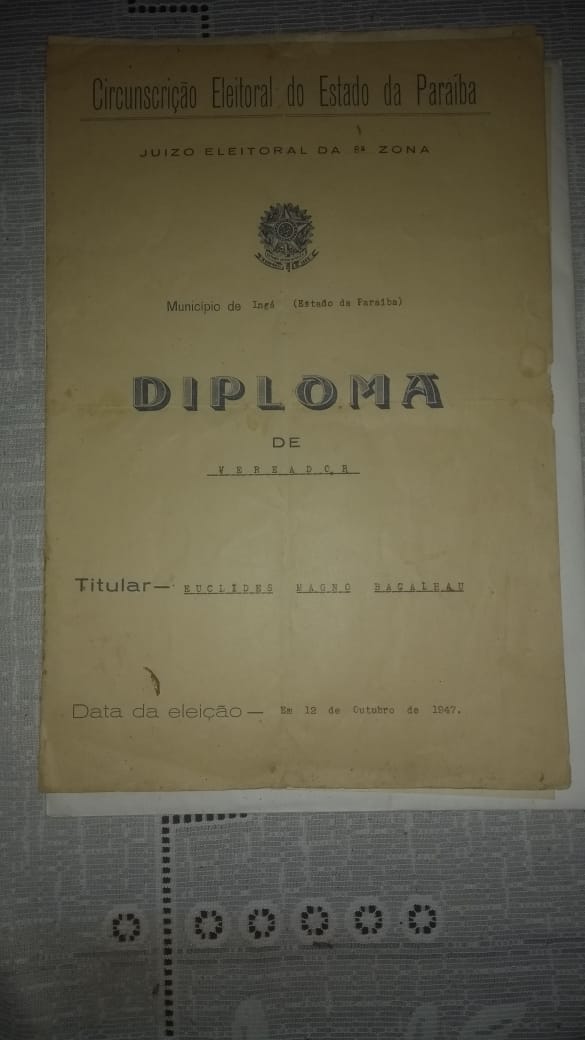 Circunscrição Eleitoral do Estado da Paraíba
JUIZO ELEITORAL DA 8ª ZONA
Municipio de Ingá (Estado da Paraíba)
DIPLOMA
DE
VEREADOR
Titular — EUCLIDES MAGNO BACALHAU
Data da eleição — Em 12 de Outubro de 1947.